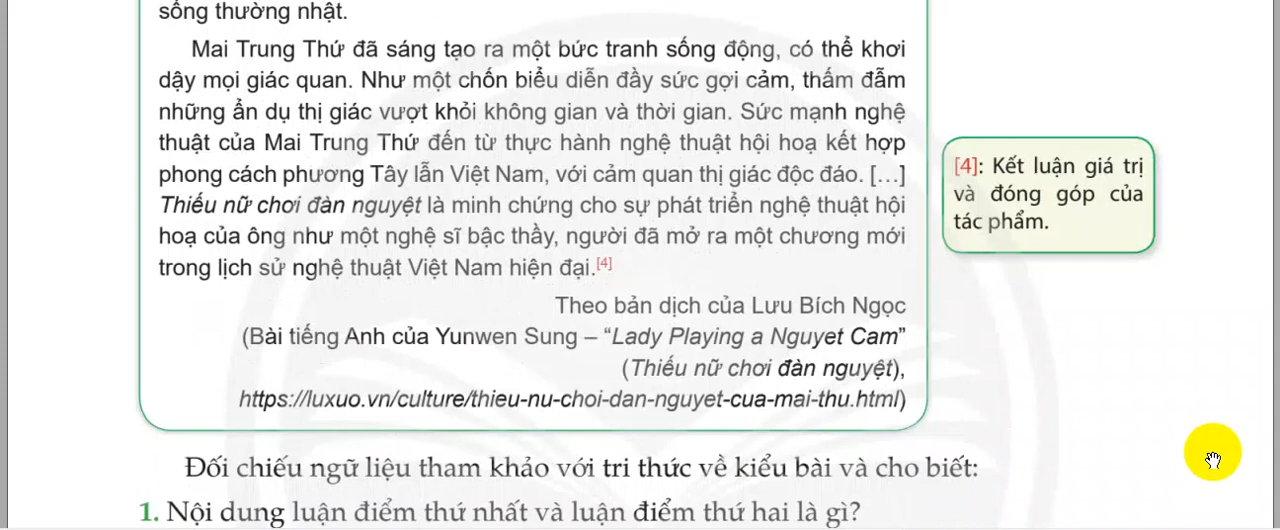 sống thường nhật.
Mai Trung Thứ đã sáng tạo ra một bức tranh sống động, có thể khơi
dậy mọi giác quan. Như một chốn biểu diễn đầy sức gợi cảm, thấm đẫm
những ẩn dụ thị giác vượt khỏi không gian và thời gian. Sức mạnh nghệ
thuật của Mai Trung Thứ đến từ thực hành nghệ thuật hội hoạ kết hợp
phong cách phương Tây lẫn Việt Nam, với cảm quan thị giác độc đáo. [...]
Thiếu nữ chơi đàn nguyệt là minh chứng cho sự phát triển nghệ thuật hội
hoạ của ông như một nghệ sĩ bậc thầy, người đã mở ra một chương mới
trong lịch sử nghệ thuật Việt Nam hiện đại.[4]
Theo bản dịch của Lưu Bích Ngọc
(Bài tiếng Anh của Yunwen Sung – “Lady Playing a Nguyet Cam”
(Thiếu nữ chơi đàn nguyệt),
https://luxuo.vn/culture/thieu-nu-choi-dan-nguyet-cua-mai-thu.html)
[4]: Kết luận giá trị
và đóng góp của
tác phẩm.
Đối chiếu ngữ liệu tham khảo với tri thức về kiểu bài và cho biết:
1. Nội dung luận điểm thứ nhất và luận điểm thứ hai là gì?